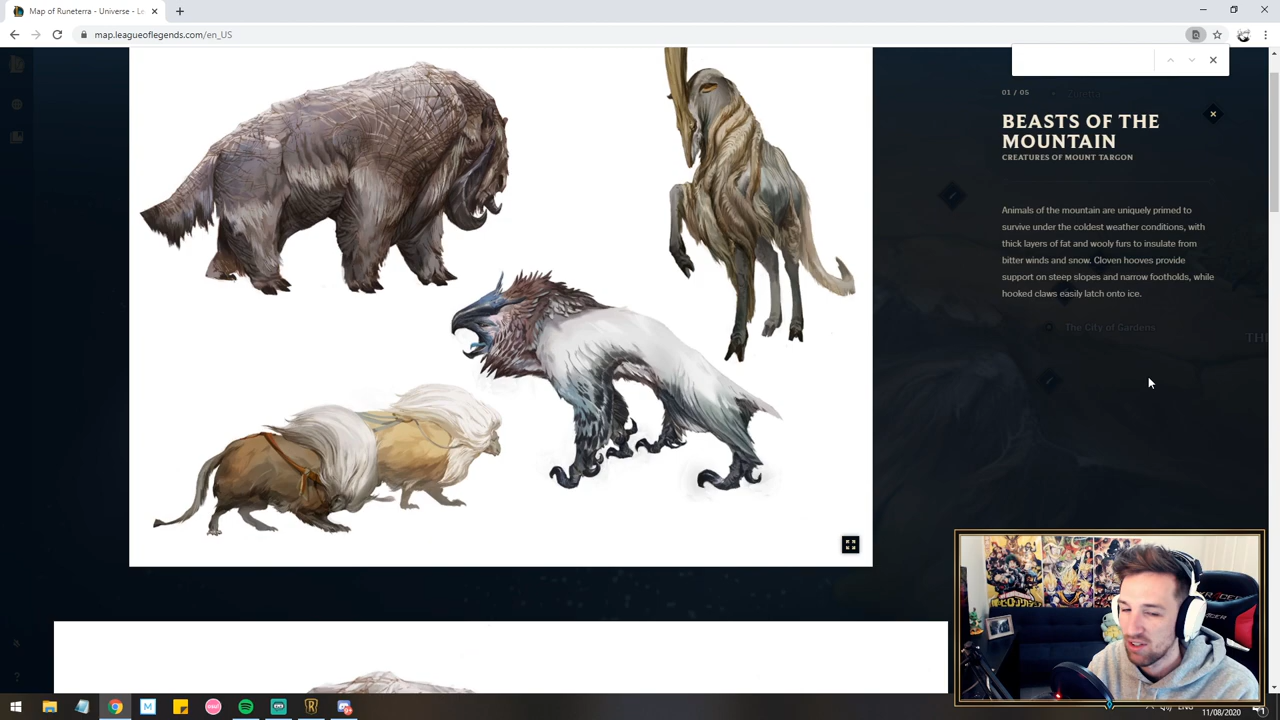 Map of Runeterra - Universe - Le
map.leagueoflegends.com/en_US
01 / 05
BEASTS OF THE
MOUNTAIN
CREATURES OF MOUNT TARGON
Animals of the mountain are uniquely primed to
survive under the coldest weather conditions, with
thick layers of fat and wooly furs to insulate from
bitter winds and snow. Cloven hooves provide
support on steep slopes and narrow footholds, while
hooked claws easily latch onto ice.
The City of Gardens
TH
11/08/2020